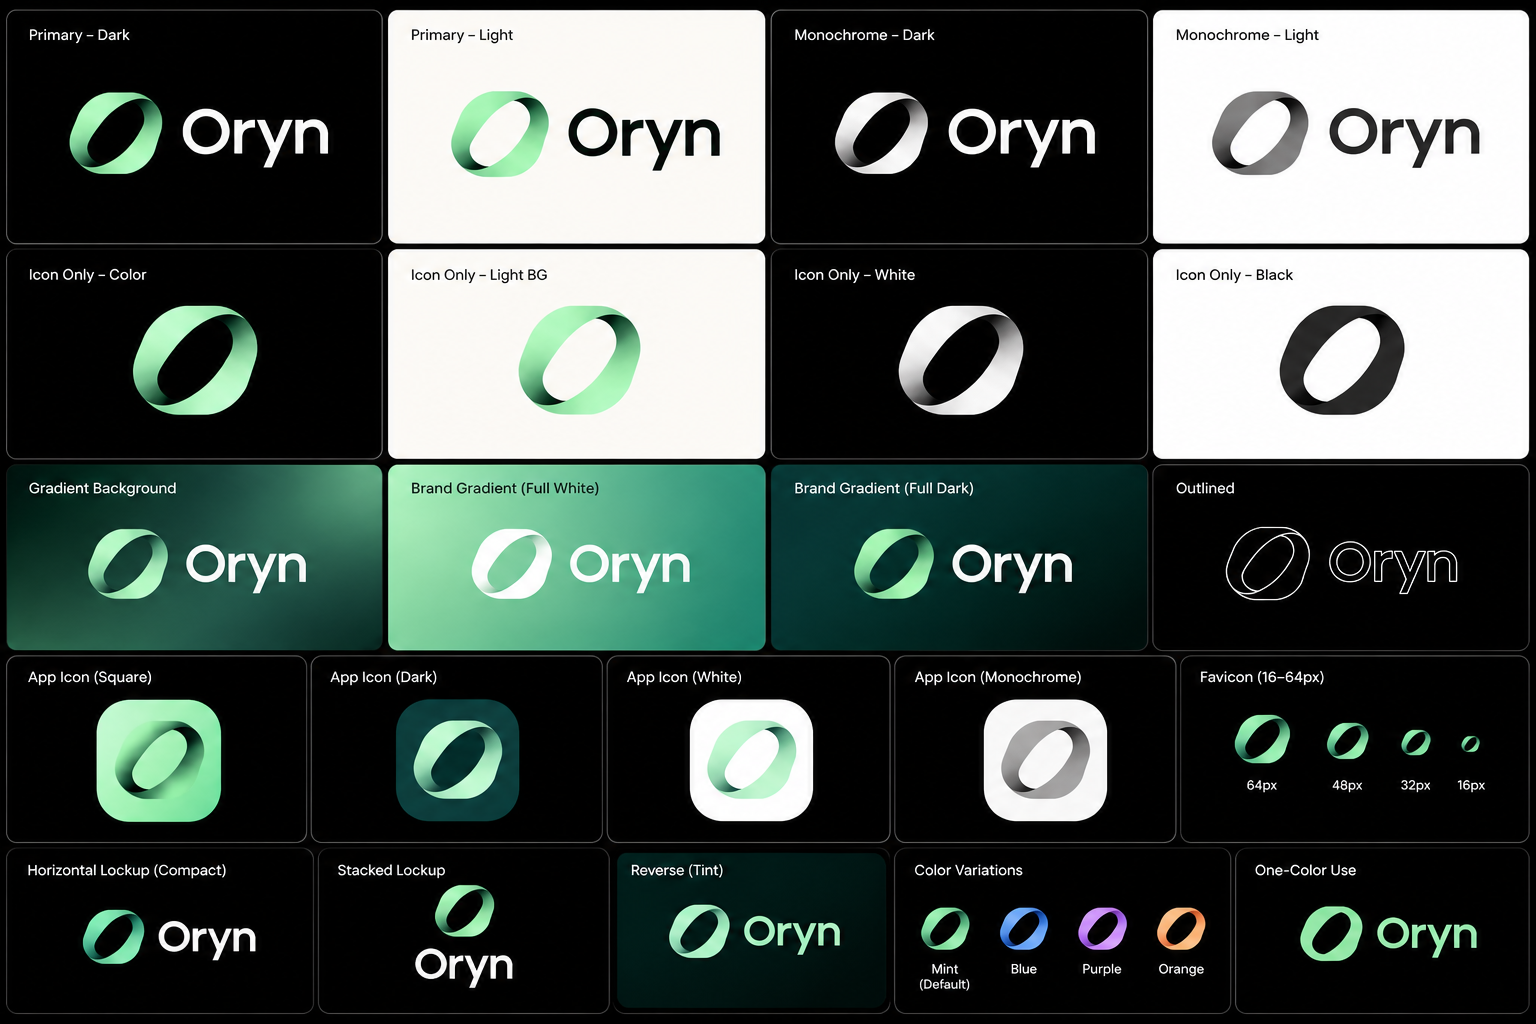 Primary – Dark
Oryn
Primary – Light
Oryn
Monochrome – Dark
Oryn
Monochrome – Light
Oryn
Icon Only – Color
Icon Only – Light BG
Icon Only – White
Icon Only – Black
Gradient Background
Oryn
Brand Gradient (Full White)
Oryn
Brand Gradient (Full Dark)
Oryn
Outlined
Oryn
App Icon (Square)
App Icon (Dark)
App Icon (White)
App Icon (Monochrome)
Favicon (16–64px)
64px
48px
32px
16px
Horizontal Lockup (Compact)
Oryn
Stacked Lockup
Oryn
Reverse (Tint)
Oryn
Color Variations
Mint
(Default)
Blue
Purple
Orange
One-Color Use
Oryn